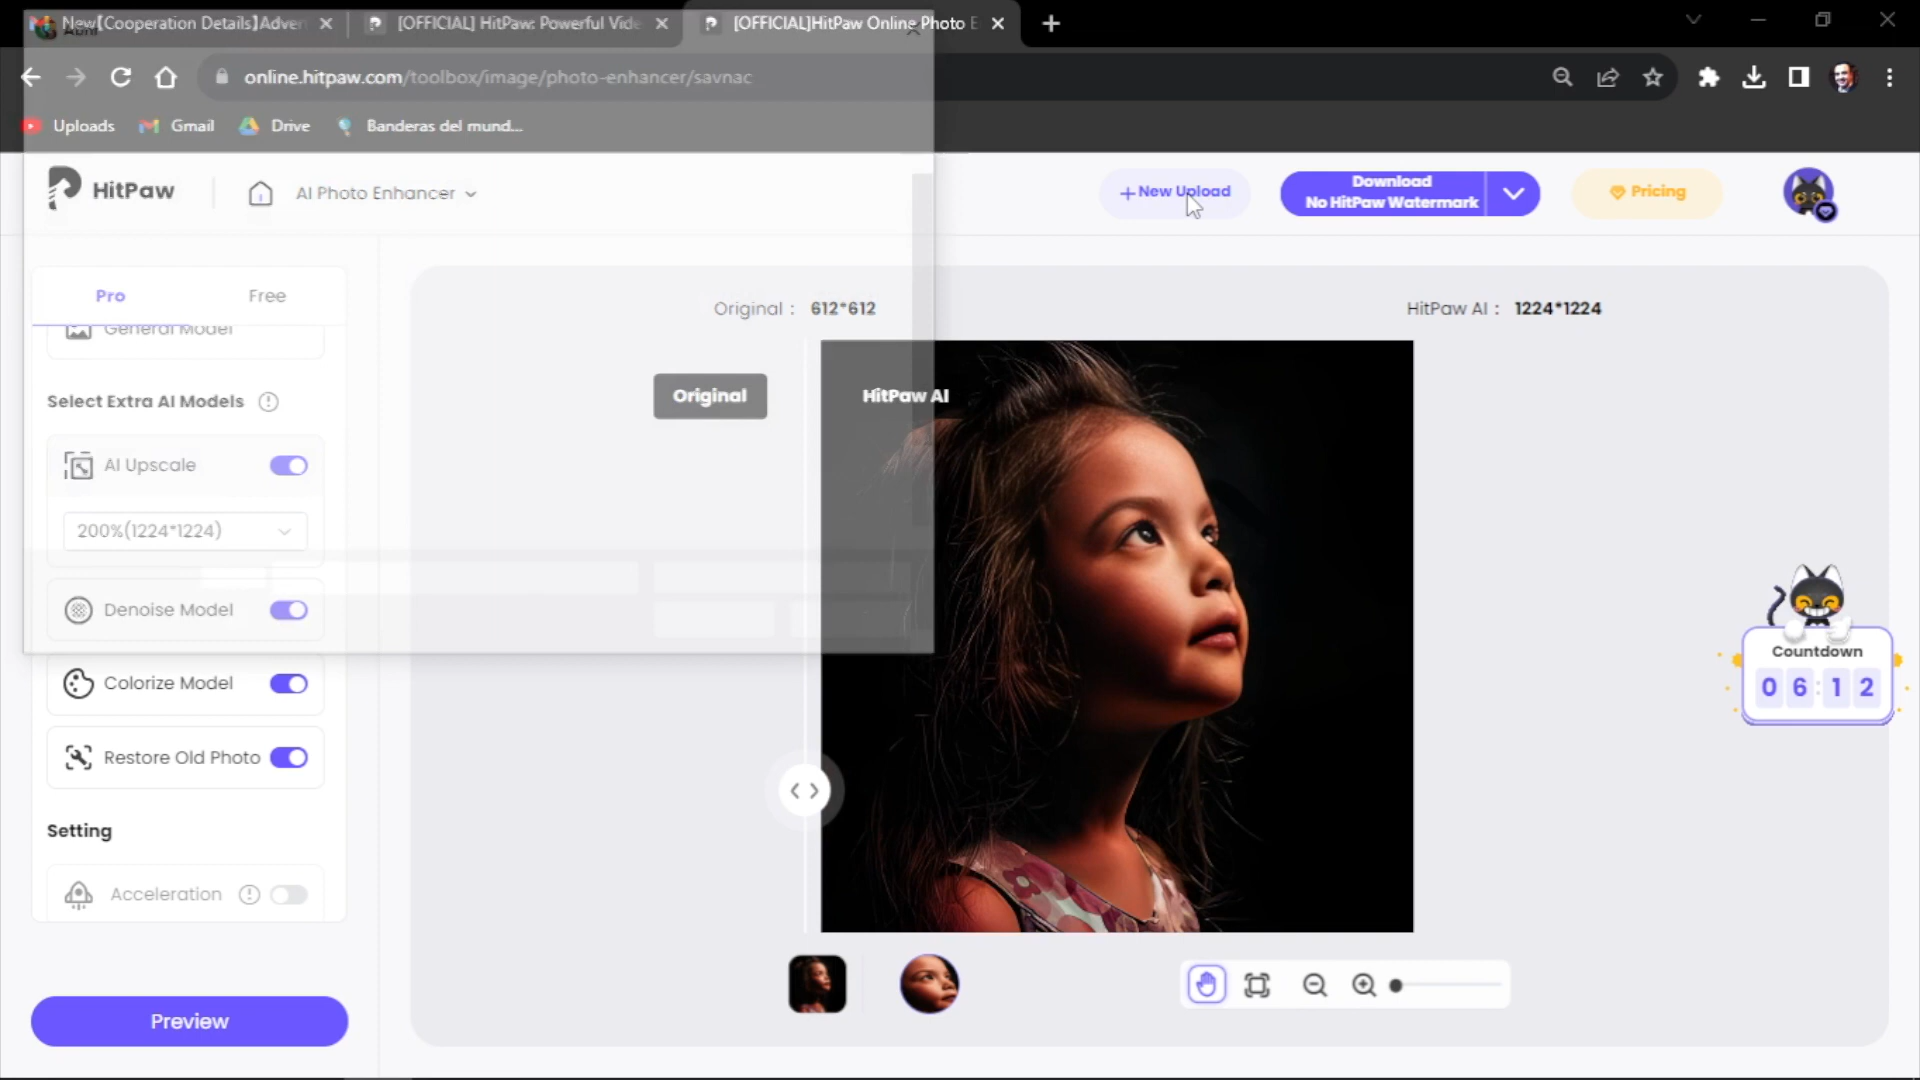 New【Cooperation Details】Adver
[OFFICIAL] HitPaw: Powerful Vide
[OFFICIAL]HitPaw Online Photo E
Abrir
online.hitpaw.com/toolbox/image/photo-enhancer/savnac
Uploads
Gmail
Drive
Banderas del mund...
HitPaw
AI Photo Enhancer
+New Upload
Download
No HitPaw Watermark
Pricing
Pro
Free
Original : 612*612
HitPaw AI : 1224*1224
General Model
Original
HitPaw AI
Select Extra AI Models
AI Upscale
200%(1224*1224)
Denoise Model
Colorize Model
Countdown
06:12
Restore Old Photo
Setting
Acceleration
Preview